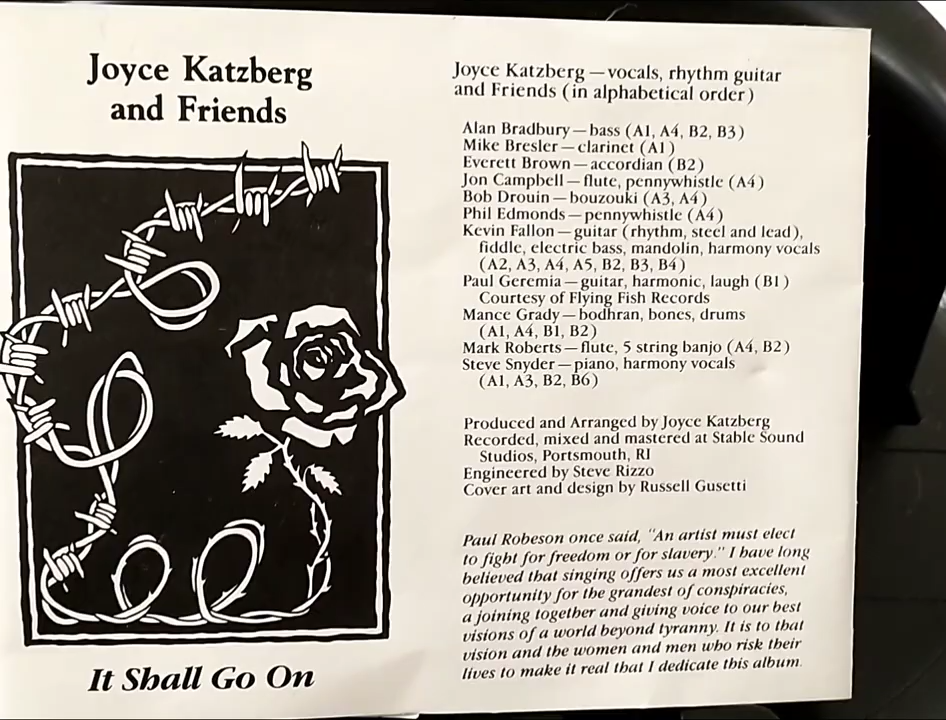 Joyce Katzberg
and Friends
It Shall Go On
Joyce Katzberg — vocals, rhythm guitar
and Friends (in alphabetical order)
Alan Bradbury — bass (A1, A4, B2, B3)
Mike Bresler — clarinet (A1)
Everett Brown — accordian (B2)
Jon Campbell — flute, pennywhistle (A4)
Bob Drouin — bouzouki (A3, A4)
Phil Edmonds — pennywhistle (A4)
Kevin Fallon — guitar (rhythm, steel and lead),
fiddle, electric bass, mandolin, harmony vocals
(A2, A3, A4, A5, B2, B3, B4)
Paul Geremia — guitar, harmonic, laugh (B1)
Courtesy of Flying Fish Records
Mance Grady — bodhran, bones, drums
(A1, A4, B1, B2)
Mark Roberts — flute, 5 string banjo (A4, B2)
Steve Snyder — piano, harmony vocals
(A1, A3, B2, B6)
Produced and Arranged by Joyce Katzberg
Recorded, mixed and mastered at Stable Sound
Studios, Portsmouth, RI
Engineered by Steve Rizzo
Cover art and design by Russell Gusetti
Paul Robeson once said, "An artist must elect
to fight for freedom or for slavery." I have long
believed that singing offers us a most excellent
opportunity for the grandest of conspiracies,
a joining together and giving voice to our best
visions of a world beyond tyranny. It is to that
vision and the women and men who risk their
lives to make it real that I dedicate this album.